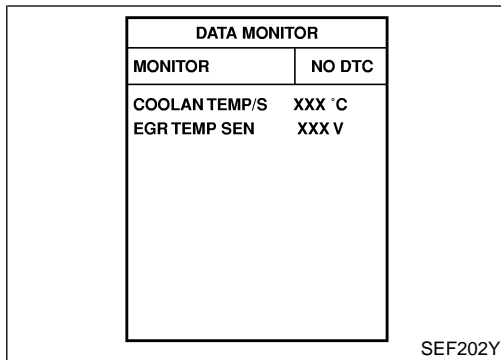 DATA MONITOR
MONITOR NO DTC
COOLAN TEMP/S XXX °C
EGR TEMP SEN XXX V
SEF202Y